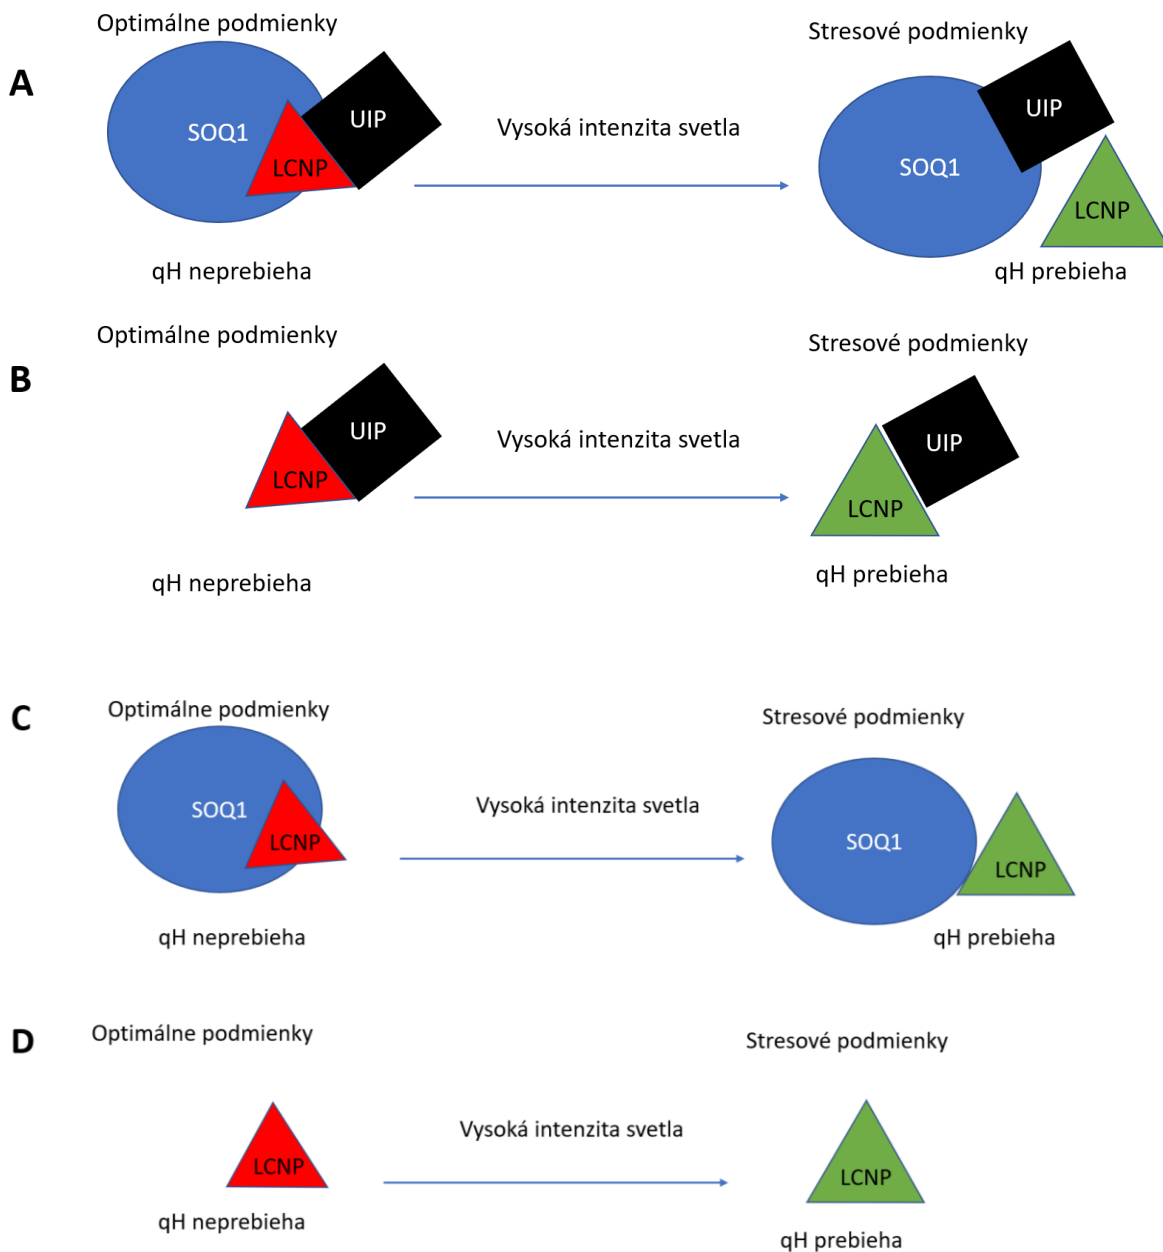 Optimálne podmienky
Stresové podmienky
A
SOQ1
UIP
LCNP
Vysoká intenzita svetla
UIP
SOQ1
LCNP
qH neprebieha
qH prebieha
Optimálne podmienky
Stresové podmienky
B
UIP
LCNP
Vysoká intenzita svetla
UIP
LCNP
qH neprebieha
qH prebieha
Optimálne podmienky
Stresové podmienky
C
SOQ1
LCNP
Vysoká intenzita svetla
SOQ1
LCNP
qH neprebieha
qH prebieha
Optimálne podmienky
Stresové podmienky
D
LCNP
Vysoká intenzita svetla
LCNP
qH neprebieha
qH prebieha